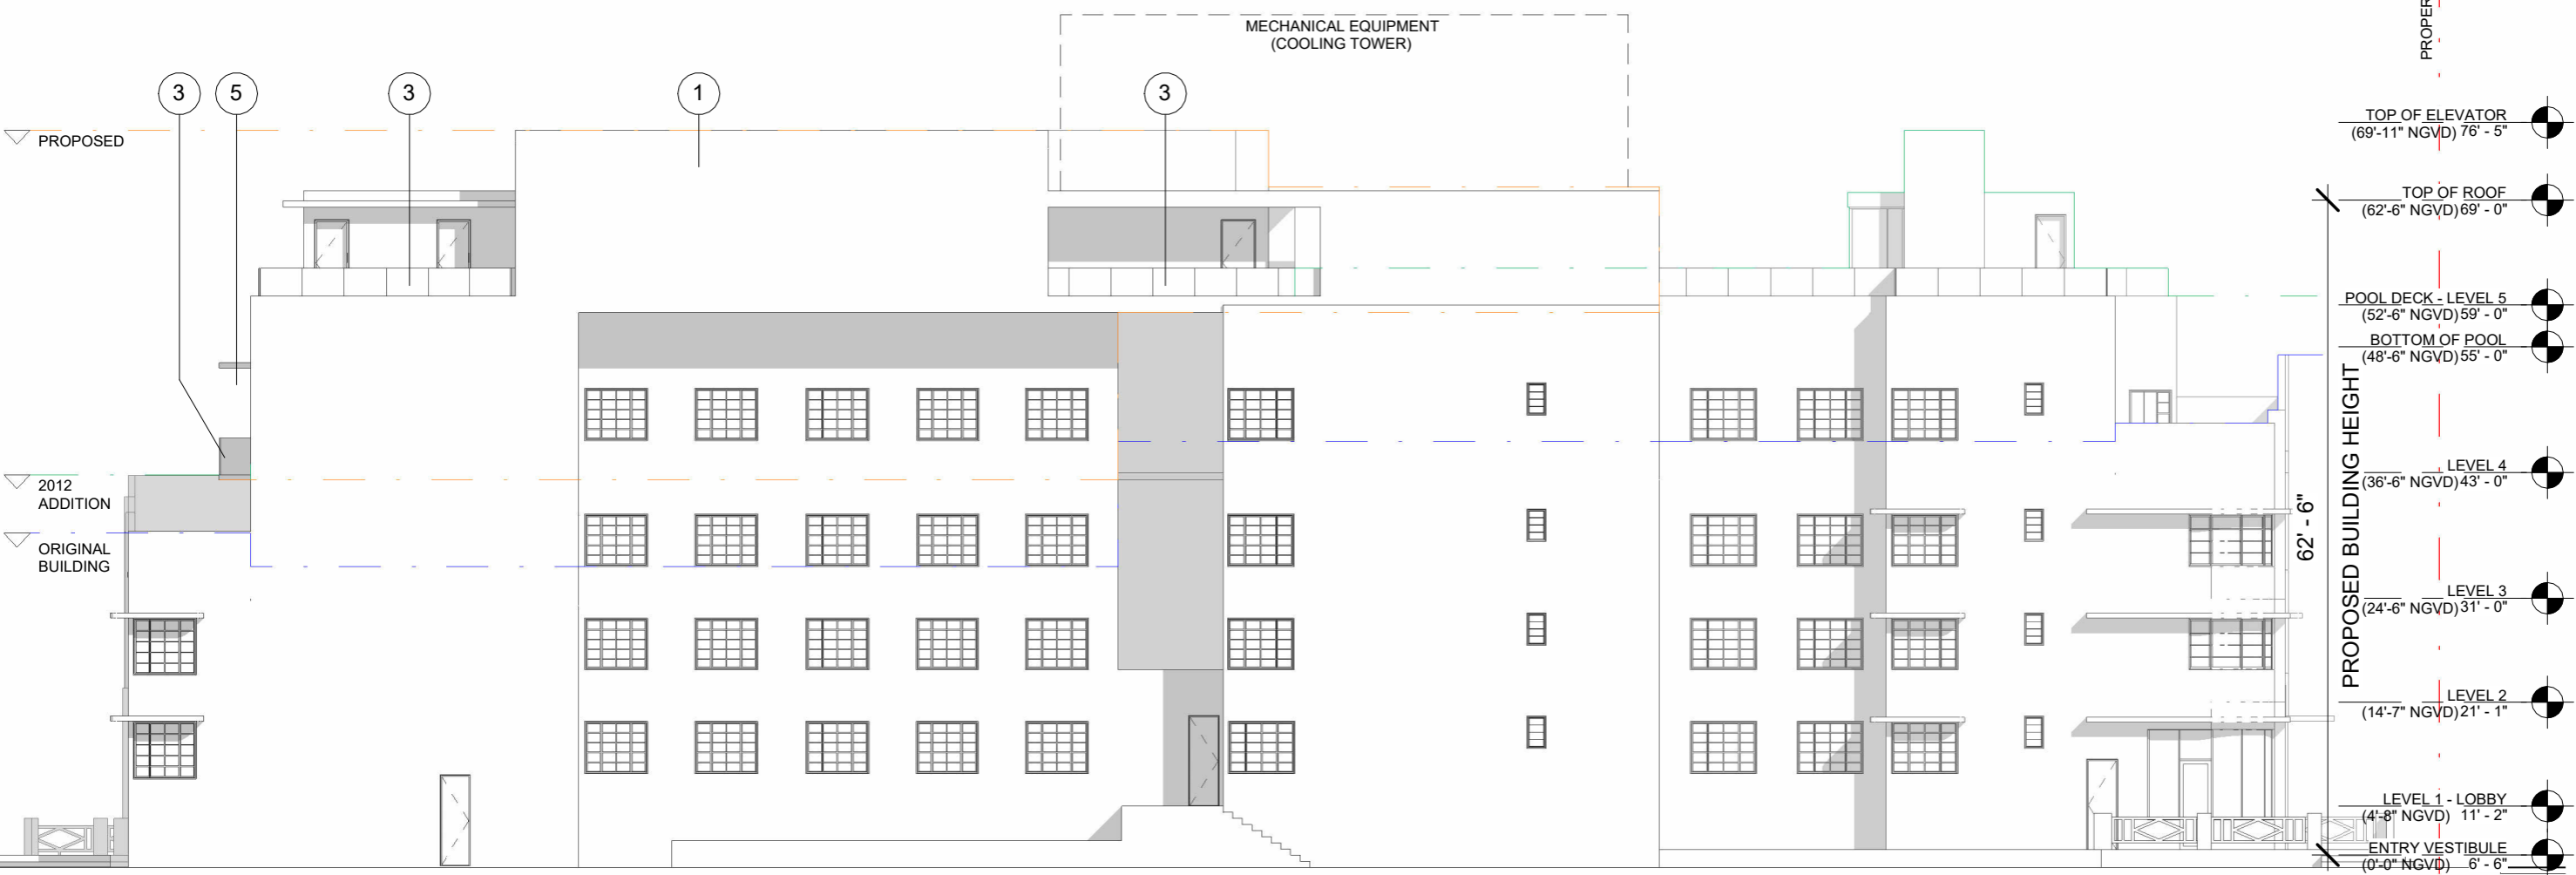 MECHANICAL EQUIPMENT
(COOLING TOWER)
PROPER
3
5
3
1
3
PROPOSED
2012
ADDITION
ORIGINAL
BUILDING
TOP OF ELEVATOR
(69'-11" NGVD) 76' - 5"
TOP OF ROOF
(62'-6" NGVD) 69' - 0"
POOL DECK - LEVEL 5
(52'-6" NGVD) 59' - 0"
BOTTOM OF POOL
(48'-6" NGVD) 55' - 0"
LEVEL 4
(36'-6" NGVD) 43' - 0"
LEVEL 3
(24'-6" NGVD) 31' - 0"
LEVEL 2
(14'-7" NGVD) 21' - 1"
LEVEL 1 - LOBBY
(4'-8" NGVD) 11' - 2"
ENTRY VESTIBULE
(0'-0" NGVD) 6' - 6"
62' - 6"
PROPOSED BUILDING HEIGHT